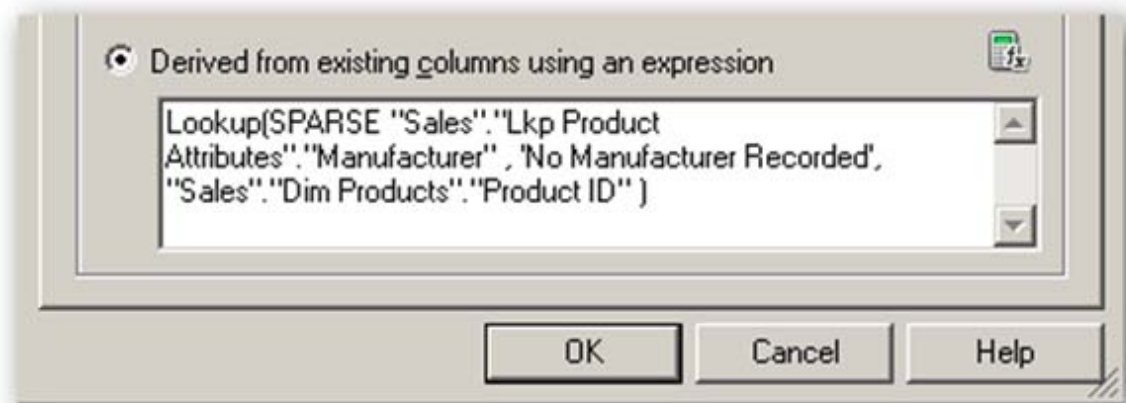 Derived from existing columns using an expression
Lookup(SPARSE "Sales"."Lkp Product
Attributes"."Manufacturer" , 'No Manufacturer Recorded',
"Sales"."Dim Products"."Product ID" )
OK Cancel Help